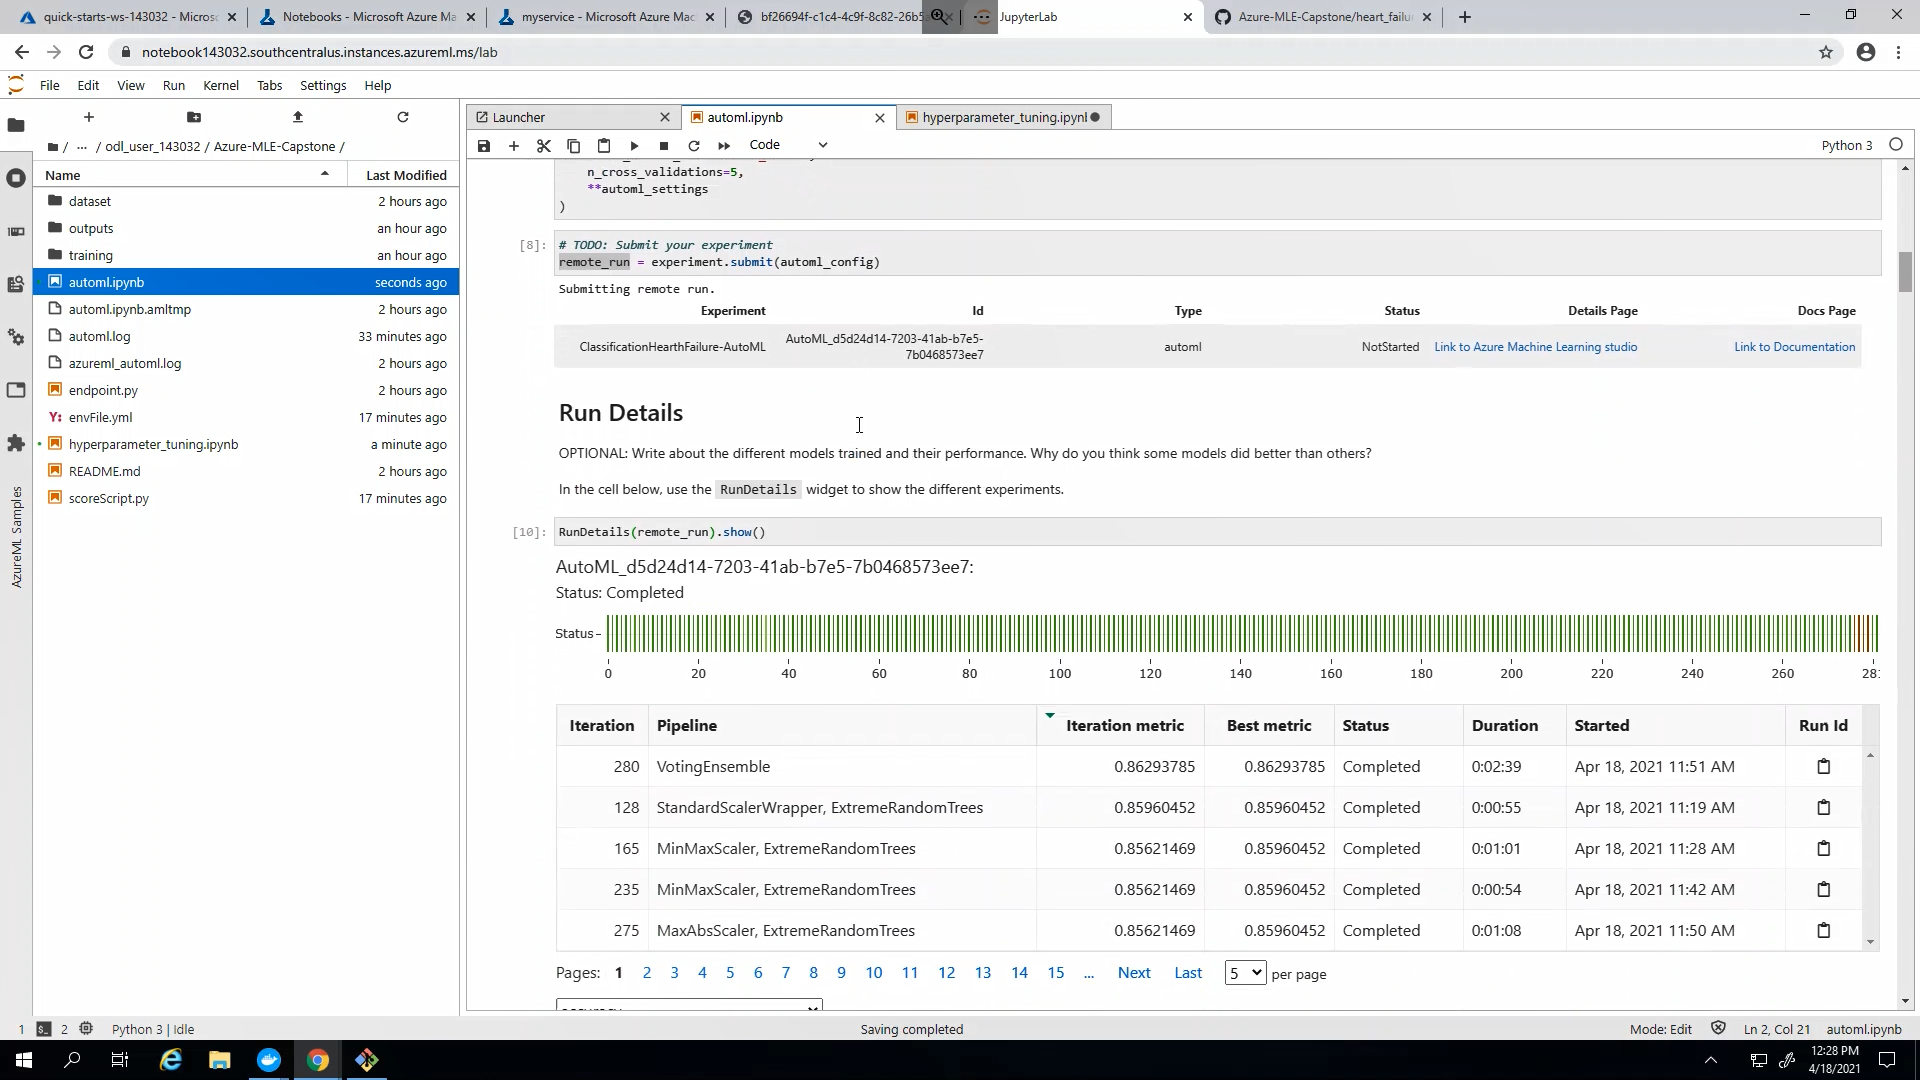 quick-starts-ws-143032 - Micros
Notebooks - Microsoft Azure Ma
myservice - Microsoft Azure Mac
bf26694f-c1c4-4c9f-8c82-26b5a
JupyterLab
Azure-MLE-Capstone/heart_failu
notebook143032.southcentralus.instances.azureml.ms/lab
File Edit View Run Kernel Tabs Settings Help
/ ... / odl_user_143032 / Azure-MLE-Capstone /
Name Last Modified
dataset 2 hours ago
outputs an hour ago
training an hour ago
automl.ipynb seconds ago
automl.ipynb.amltmp 2 hours ago
automl.log 33 minutes ago
azureml_automl.log 2 hours ago
endpoint.py 2 hours ago
Y: envFile.yml 17 minutes ago
hyperparameter_tuning.ipynb a minute ago
README.md 2 hours ago
scoreScript.py 17 minutes ago
AzureML Samples
Launcher
automl.ipynb
hyperparameter_tuning.ipynl
Code
Python 3
n_cross_validations=5,
**automl_settings
)
[8]: # TODO: Submit your experiment
remote_run = experiment.submit(automl_config)
Submitting remote run.
Experiment Id Type Status Details Page Docs Page
ClassificationHearthFailure-AutoML AutoML_d5d24d14-7203-41ab-b7e5-7b0468573ee7 automl NotStarted Link to Azure Machine Learning studio Link to Documentation
Run Details
OPTIONAL: Write about the different models trained and their performance. Why do you think some models did better than others?
In the cell below, use the RunDetails widget to show the different experiments.
[10]: RunDetails(remote_run).show()
AutoML_d5d24d14-7203-41ab-b7e5-7b0468573ee7:
Status: Completed
Status
0 20 40 60 80 100 120 140 160 180 200 220 240 260 28
Iteration Pipeline Iteration metric Best metric Status Duration Started Run Id
280 VotingEnsemble 0.86293785 0.86293785 Completed 0:02:39 Apr 18, 2021 11:51 AM
128 StandardScalerWrapper, ExtremeRandomTrees 0.85960452 0.85960452 Completed 0:00:55 Apr 18, 2021 11:19 AM
165 MinMaxScaler, ExtremeRandomTrees 0.85621469 0.85960452 Completed 0:01:01 Apr 18, 2021 11:28 AM
235 MinMaxScaler, ExtremeRandomTrees 0.85621469 0.85960452 Completed 0:00:54 Apr 18, 2021 11:42 AM
275 MaxAbsScaler, ExtremeRandomTrees 0.85621469 0.85960452 Completed 0:01:08 Apr 18, 2021 11:50 AM
Pages: 1 2 3 4 5 6 7 8 9 10 11 12 13 14 15 ... Next Last 5 per page
1 2 Python 3 | Idle Saving completed Mode: Edit Ln 2, Col 21 automl.ipynb
12:28 PM
4/18/2021